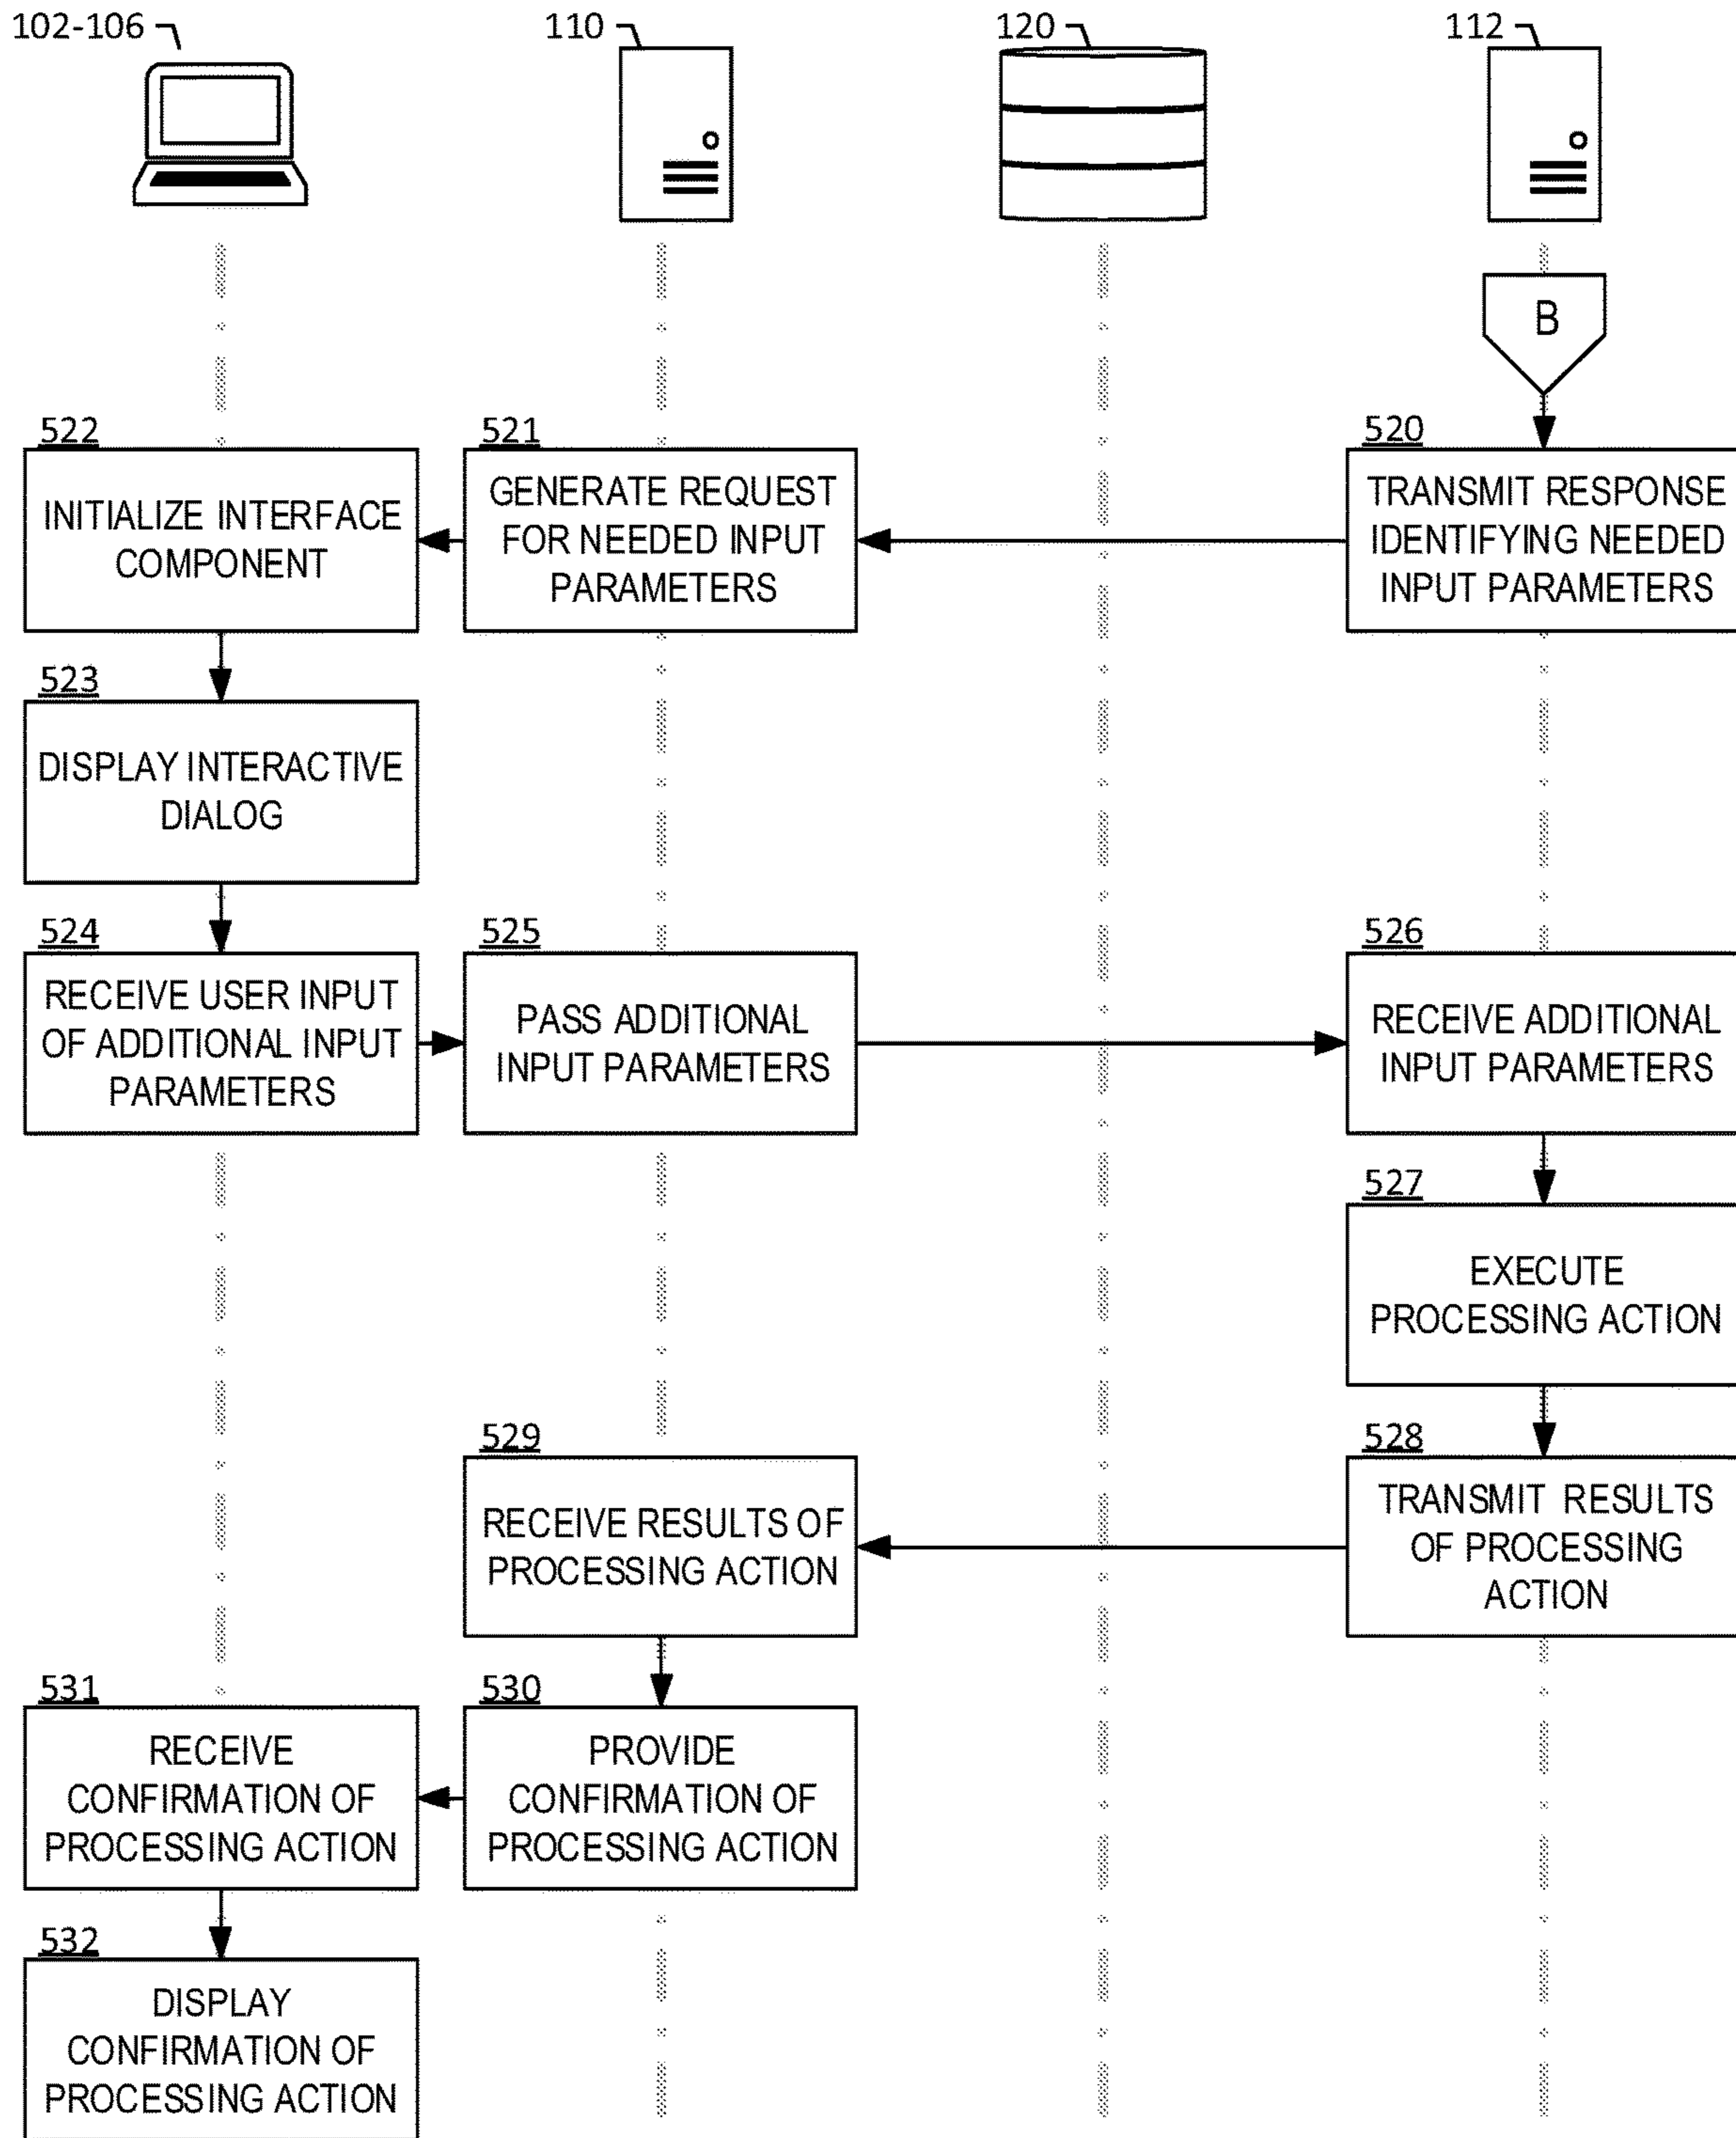 102-106
110
120
112
B
522
INITIALIZE INTERFACE
COMPONENT
521
GENERATE REQUEST
FOR NEEDED INPUT
PARAMETERS
520
TRANSMIT RESPONSE
IDENTIFYING NEEDED
INPUT PARAMETERS
523
DISPLAY INTERACTIVE
DIALOG
524
RECEIVE USER INPUT
OF ADDITIONAL INPUT
PARAMETERS
525
PASS ADDITIONAL
INPUT PARAMETERS
526
RECEIVE ADDITIONAL
INPUT PARAMETERS
527
EXECUTE
PROCESSING ACTION
529
RECEIVE RESULTS OF
PROCESSING ACTION
528
TRANSMIT RESULTS
OF PROCESSING
ACTION
531
RECEIVE
CONFIRMATION OF
PROCESSING ACTION
530
PROVIDE
CONFIRMATION OF
PROCESSING ACTION
532
DISPLAY
CONFIRMATION OF
PROCESSING ACTION